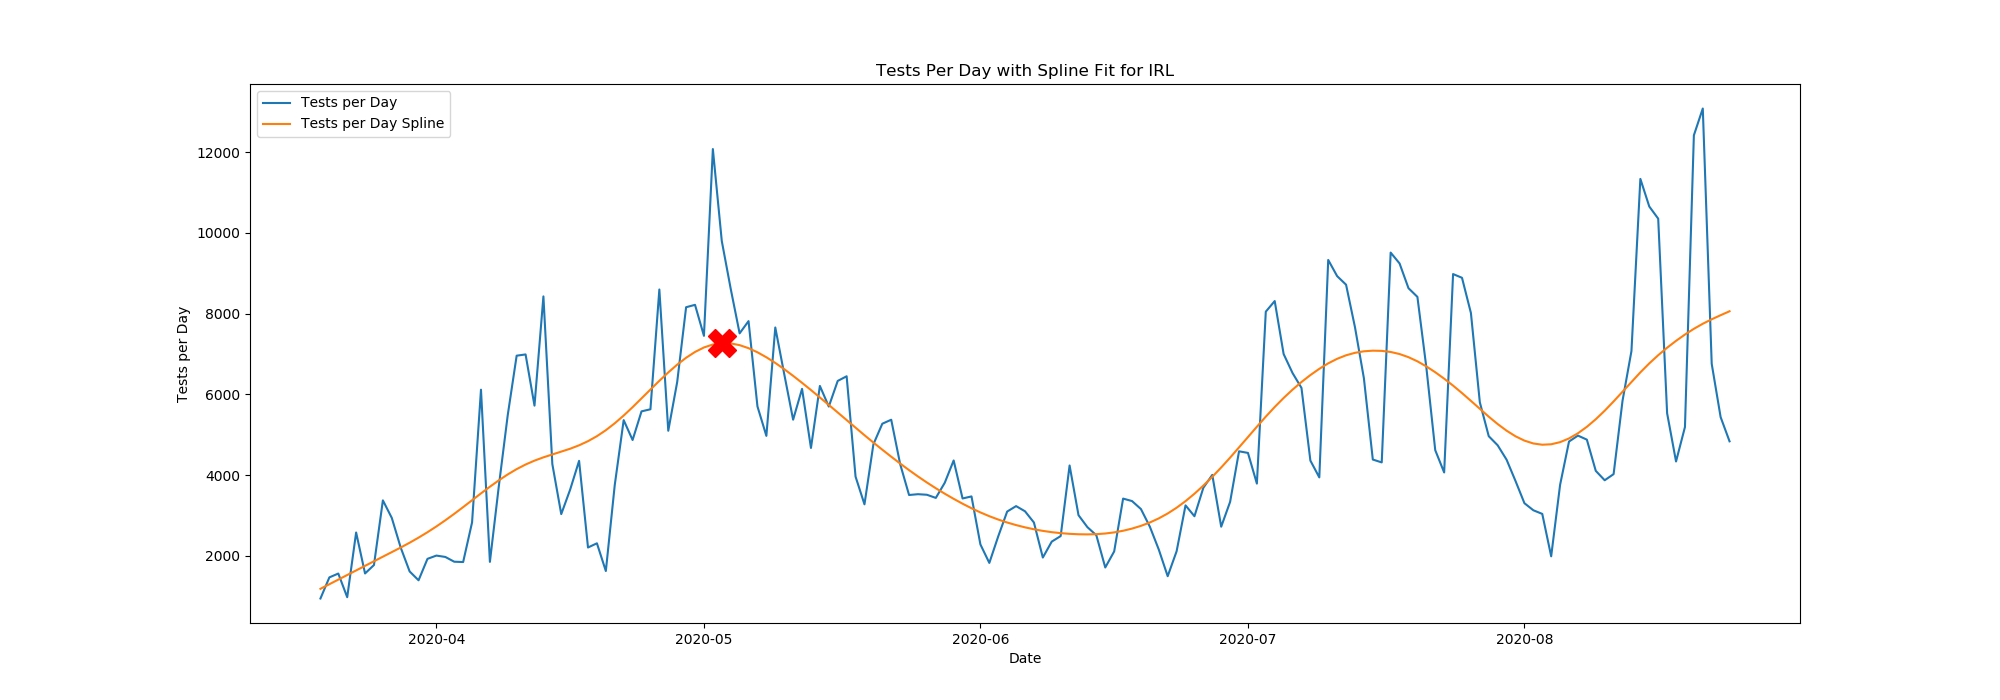 Tests Per Day with Spline Fit for IRL
Tests per Day
Tests per Day Spline
12000
10000
8000
6000
4000
2000
Tests per Day
2020-04
2020-05
2020-06
2020-07
2020-08
Date